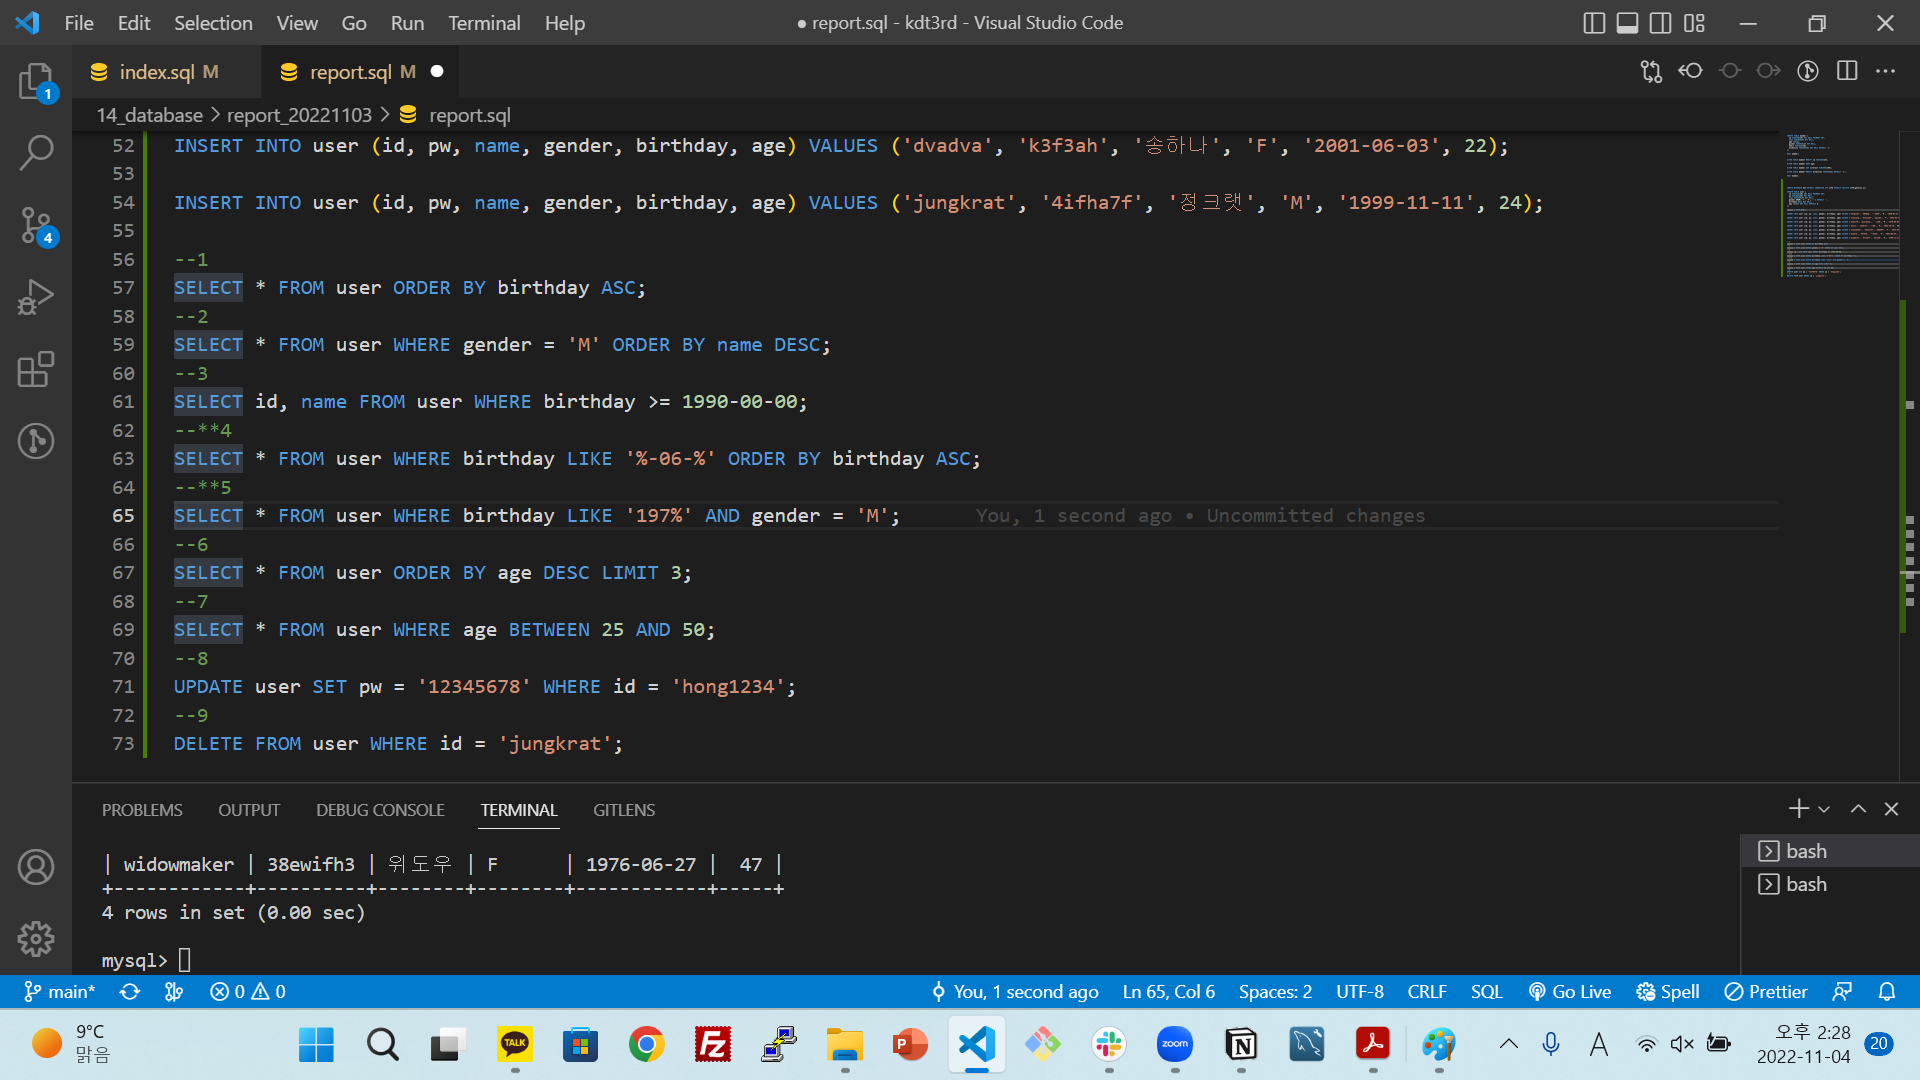 File Edit Selection View Go Run Terminal Help
● report.sql - kdt3rd - Visual Studio Code
index.sql M
report.sql M
14_database > report_20221103 > report.sql
52 INSERT INTO user (id, pw, name, gender, birthday, age) VALUES ('dvadva', 'k3f3ah', '송하나', 'F', '2001-06-03', 22);
53
54 INSERT INTO user (id, pw, name, gender, birthday, age) VALUES ('jungkrat', '4ifha7f', '정크랫', 'M', '1999-11-11', 24);
55
56 --1
57 SELECT * FROM user ORDER BY birthday ASC;
58 --2
59 SELECT * FROM user WHERE gender = 'M' ORDER BY name DESC;
60 --3
61 SELECT id, name FROM user WHERE birthday >= 1990-00-00;
62 --**4
63 SELECT * FROM user WHERE birthday LIKE '%-06-%' ORDER BY birthday ASC;
64 --**5
65 SELECT * FROM user WHERE birthday LIKE '197%' AND gender = 'M'; You, 1 second ago • Uncommitted changes
66 --6
67 SELECT * FROM user ORDER BY age DESC LIMIT 3;
68 --7
69 SELECT * FROM user WHERE age BETWEEN 25 AND 50;
70 --8
71 UPDATE user SET pw = '12345678' WHERE id = 'hong1234';
72 --9
73 DELETE FROM user WHERE id = 'jungkrat';
1
4
PROBLEMS OUTPUT DEBUG CONSOLE TERMINAL GITLENS
| widowmaker | 38ewifh3 | 위도우 | F | 1976-06-27 | 47 |
+------------+----------+--------+--------+------------+-----+
4 rows in set (0.00 sec)
mysql>
bash
bash
main* 0 0 You, 1 second ago Ln 65, Col 6 Spaces: 2 UTF-8 CRLF SQL Go Live Spell Prettier
9°C
맑음
TALK
Fz
P
zoom
N
A
오후 2:28
2022-11-04
20